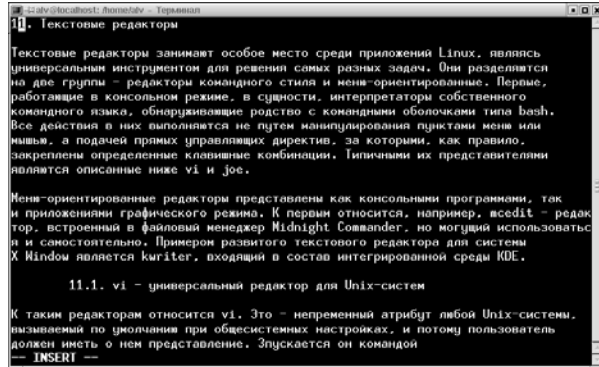 alv@localhost: /home/alv - Терминал
11. Текстовые редакторы
Текстовые редакторы занимают особое место среди приложений Linux, являясь
универсальным инструментом для решения самых разных задач. Они разделяются
на две группы - редакторы командного стиля и меню-ориентированные. Первые,
работающие в консольном режиме, в сущности, интерпретаторы собственного
командного языка, обнаруживающие родство с командными оболочками типа bash.
Все действия в них выполняются не путем манипулирования пунктами меню или
мышью, а подачей прямых управляющих директив, за которыми, как правило,
закреплены определенные клавишные комбинации. Типичными их представителями
являются описанные ниже vi и joe.
Меню-ориентированные редакторы представлены как консольными программами, так
и приложениями графического режима. К первым относится, например, mcedit - редак
тор, встроенный в файловый менеджер Midnight Commander, но могущий использоватьс
я и самостоятельно. Примером развитого текстового редактора для системы
X Window является kwriter, входящий в состав интегрированной среды KDE.
11.1. vi - универсальный редактор для Unix-систем
К таким редакторам относится vi. Это - непременный атрибут любой Unix-системы,
вызываемый по умолчанию при общесистемных настройках, и потому пользователь
должен иметь о нем представление. Зпускается он командой
-- INSERT --